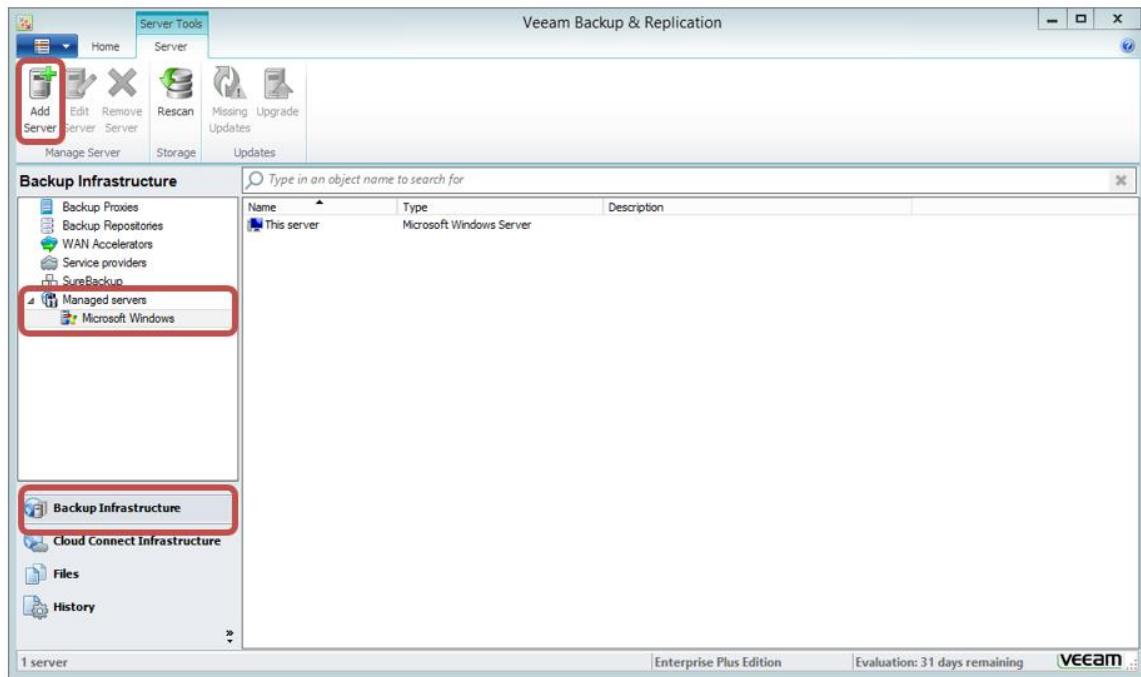 Server Tools
Veeam Backup & Replication
Home Server
Add Server
Edit Server
Remove Server
Rescan
Missing Updates
Upgrade
Manage Server
Storage
Updates
Backup Infrastructure
Type in an object name to search for
Backup Proxies
Backup Repositories
WAN Accelerators
Service providers
SureBackup
Managed servers
Microsoft Windows
Name Type Description
This server Microsoft Windows Server
Backup Infrastructure
Cloud Connect Infrastructure
Files
History
1 server Enterprise Plus Edition Evaluation: 31 days remaining veeam